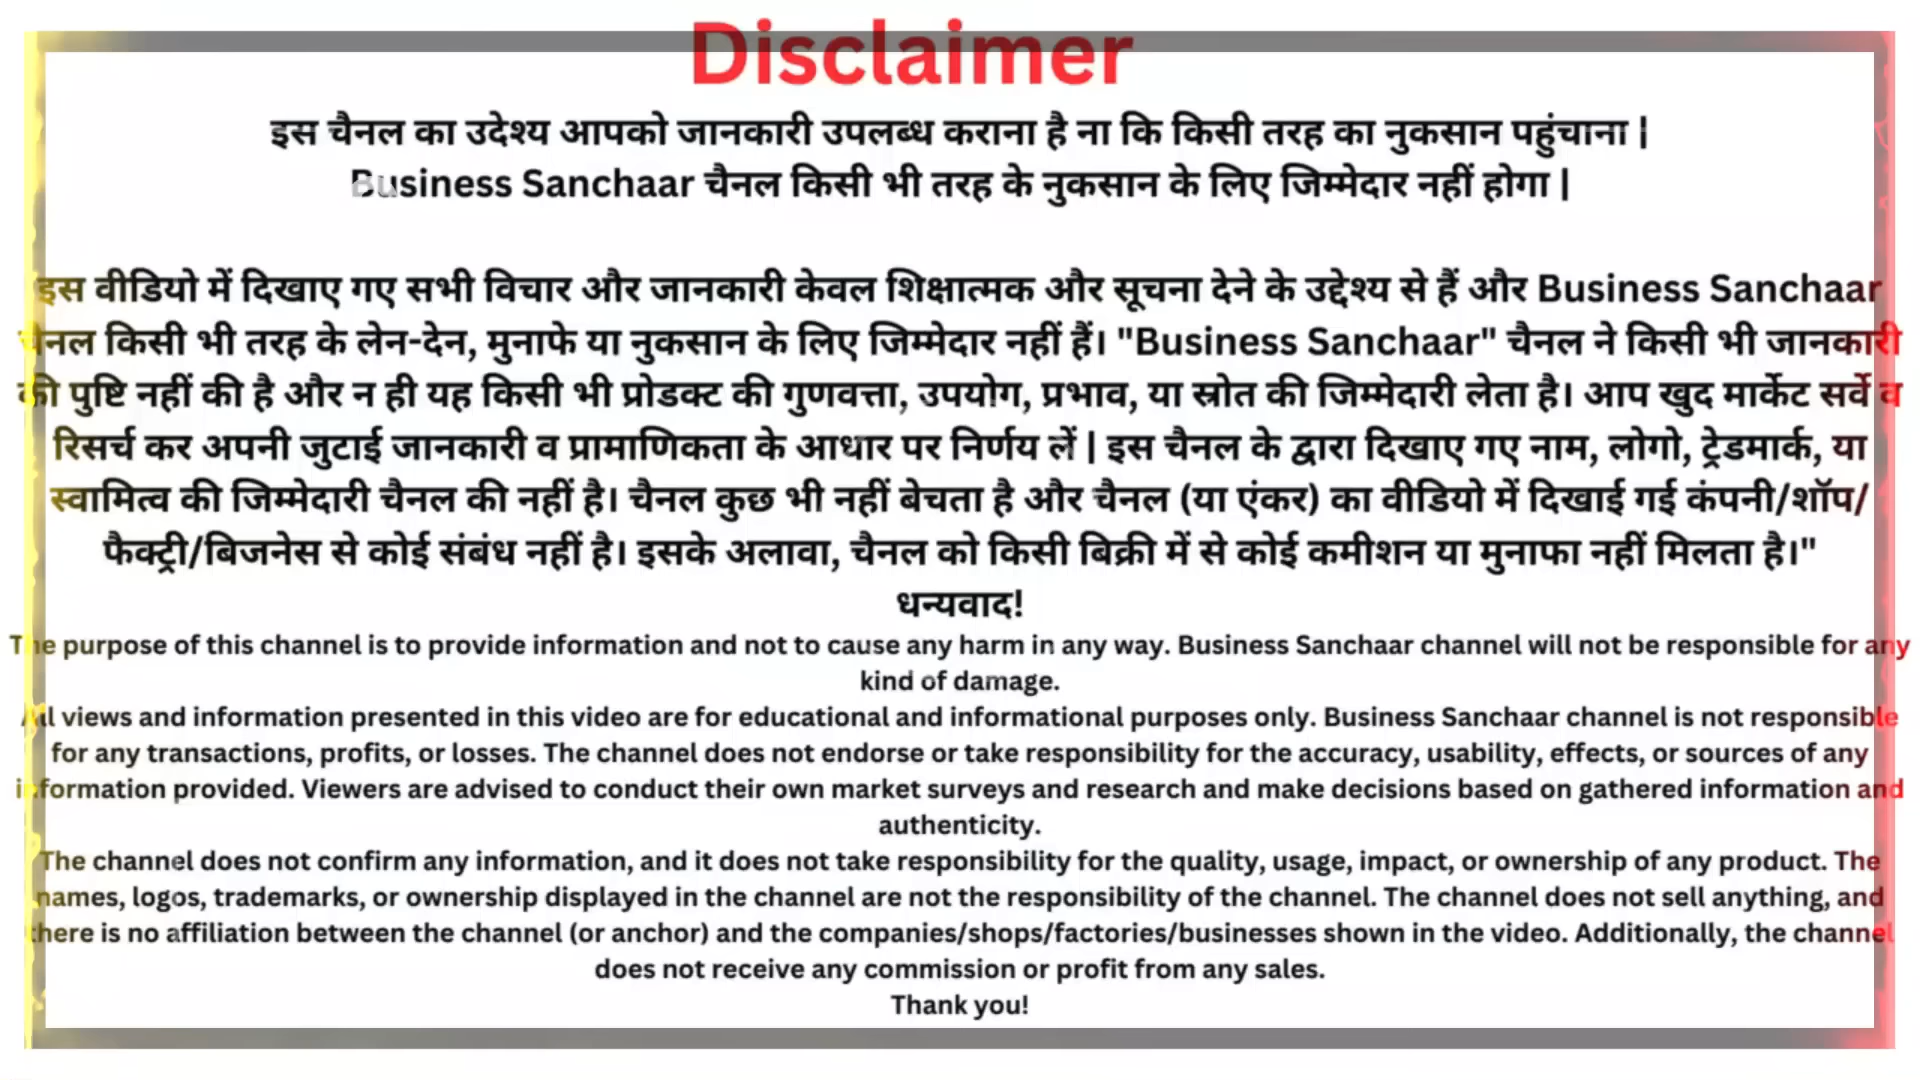 Disclaimer
इस चैनल का उदेश्य आपको जानकारी उपलब्ध कराना है ना कि किसी तरह का नुकसान पहुंचाना |
Business Sanchaar चैनल किसी भी तरह के नुकसान के लिए जिम्मेदार नहीं होगा |
इस वीडियो में दिखाए गए सभी विचार और जानकारी केवल शिक्षात्मक और सूचना देने के उद्देश्य से हैं और Business Sanchaar
चैनल किसी भी तरह के लेन-देन, मुनाफे या नुकसान के लिए जिम्मेदार नहीं हैं। "Business Sanchaar" चैनल ने किसी भी जानकारी
की पुष्टि नहीं की है और न ही यह किसी भी प्रोडक्ट की गुणवत्ता, उपयोग, प्रभाव, या स्रोत की जिम्मेदारी लेता है। आप खुद मार्केट सर्वे व
रिसर्च कर अपनी जुटाई जानकारी व प्रामाणिकता के आधार पर निर्णय लें | इस चैनल के द्वारा दिखाए गए नाम, लोगो, ट्रेडमार्क, या
स्वामित्व की जिम्मेदारी चैनल की नहीं है। चैनल कुछ भी नहीं बेचता है और चैनल (या एंकर) का वीडियो में दिखाई गई कंपनी/शॉप/
फैक्ट्री/बिजनेस से कोई संबंध नहीं है। इसके अलावा, चैनल को किसी बिक्री में से कोई कमीशन या मुनाफा नहीं मिलता है।"
धन्यवाद!
The purpose of this channel is to provide information and not to cause any harm in any way. Business Sanchaar channel will not be responsible for any
kind of damage.
All views and information presented in this video are for educational and informational purposes only. Business Sanchaar channel is not responsible
for any transactions, profits, or losses. The channel does not endorse or take responsibility for the accuracy, usability, effects, or sources of any
information provided. Viewers are advised to conduct their own market surveys and research and make decisions based on gathered information and
authenticity.
The channel does not confirm any information, and it does not take responsibility for the quality, usage, impact, or ownership of any product. The
names, logos, trademarks, or ownership displayed in the channel are not the responsibility of the channel. The channel does not sell anything, and
there is no affiliation between the channel (or anchor) and the companies/shops/factories/businesses shown in the video. Additionally, the channel
does not receive any commission or profit from any sales.
Thank you!